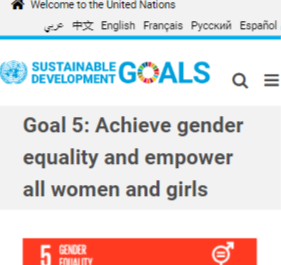 Welcome to the United Nations
عربي 中文 English Français Русский Español
SUSTAINABLE DEVELOPMENT GOALS
Goal 5: Achieve gender
equality and empower
all women and girls
5 GENDER
EQUALITY